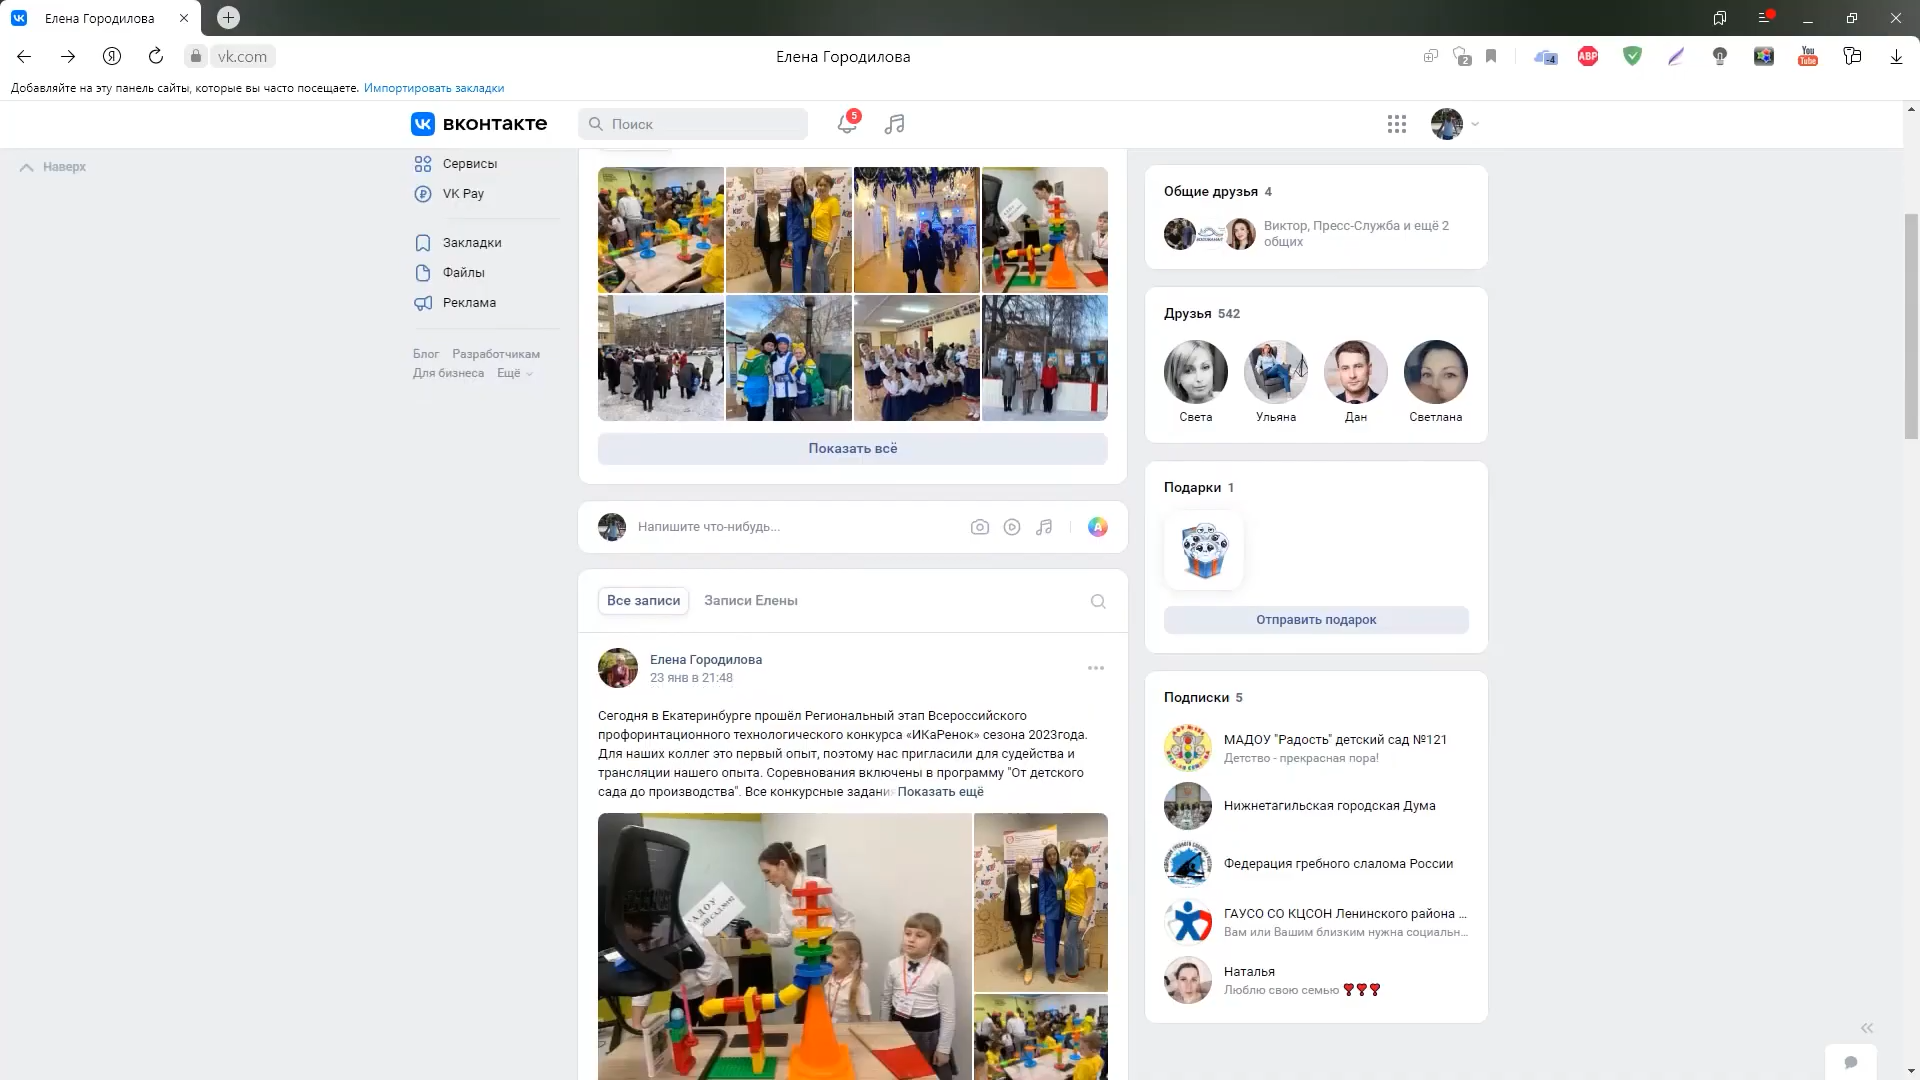 Елена Городилова
vk.com
Елена Городилова
2
-4
ABP
You
Tube
Добавляйте на эту панель сайты, которые вы часто посещаете. Импортировать закладки
вконтакте
Поиск
5
Наверх
Сервисы
VK Pay
Закладки
Файлы
Реклама
Блог Разработчикам
Для бизнеса Ещё
Показать всё
Напишите что-нибудь...
Все записи Записи Елены
Елена Городилова
23 янв в 21:48
Сегодня в Екатеринбурге прошёл Региональный этап Всероссийского
профоринтационного технологического конкурса «ИКаРенок» сезона 2023года.
Для наших коллег это первый опыт, поэтому нас пригласили для судейства и
трансляции нашего опыта. Соревнования включены в программу "От детского
сада до производства". Все конкурсные задания Показать ещё
Общие друзья 4
Виктор, Пресс-Служба и ещё 2
общих
Друзья 542
Света Ульяна Дан Светлана
Подарки 1
Отправить подарок
Подписки 5
МАДОУ "Радость" детский сад №121
Детство - прекрасная пора!
Нижнетагильская городская Дума
Федерация гребного слалома России
ГАУСО СО КЦСОН Ленинского района ...
Вам или Вашим близким нужна социальн...
Наталья
Люблю свою семью